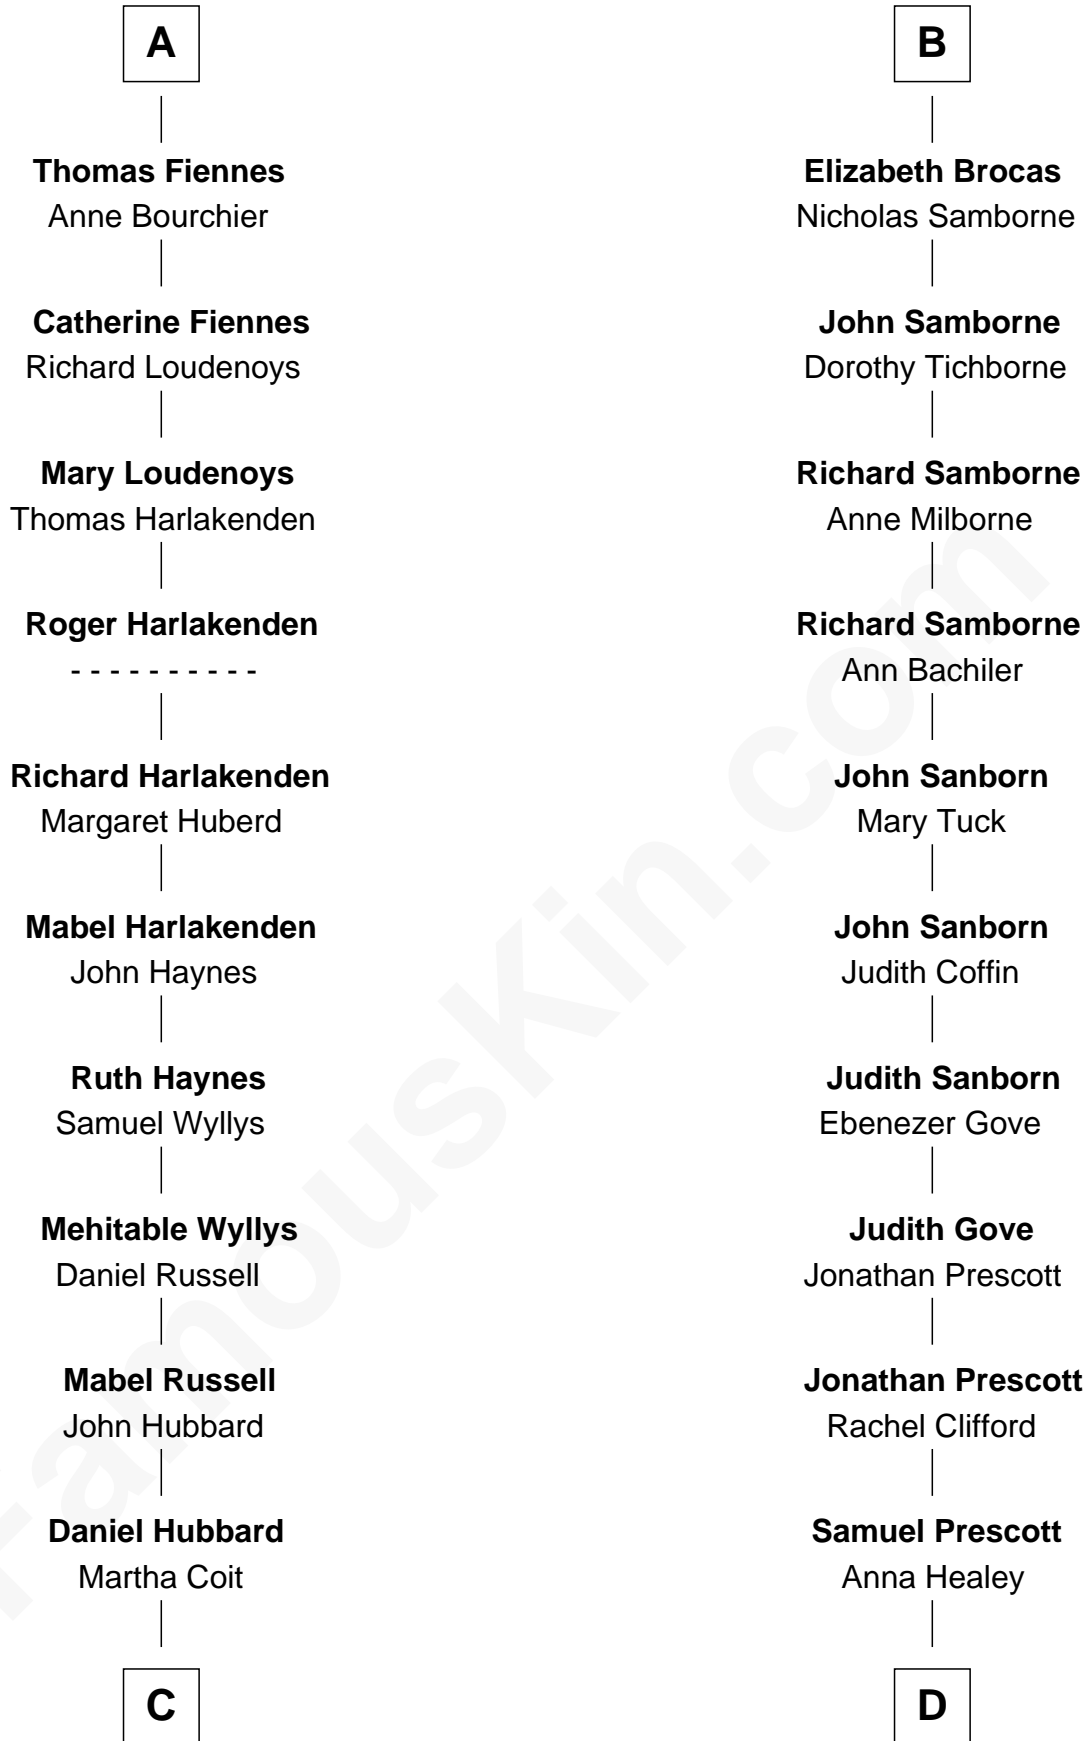 A
Thomas Fiennes
Anne Bourchier
Catherine Fiennes
Richard Loudenoys
Mary Loudenoys
Thomas Harlakenden
Roger Harlakenden
- - - - - - - - - -
Richard Harlakenden
Margaret Huberd
Mabel Harlakenden
John Haynes
Ruth Haynes
Samuel Wyllys
Mehitable Wyllys
Daniel Russell
Mabel Russell
John Hubbard
Daniel Hubbard
Martha Coit
C
B
Elizabeth Brocas
Nicholas Samborne
John Samborne
Dorothy Tichborne
Richard Samborne
Anne Milborne
Richard Samborne
Ann Bachiler
John Sanborn
Mary Tuck
John Sanborn
Judith Coffin
Judith Sanborn
Ebenezer Gove
Judith Gove
Jonathan Prescott
Jonathan Prescott
Rachel Clifford
Samuel Prescott
Anna Healey
D
FamousKin.com